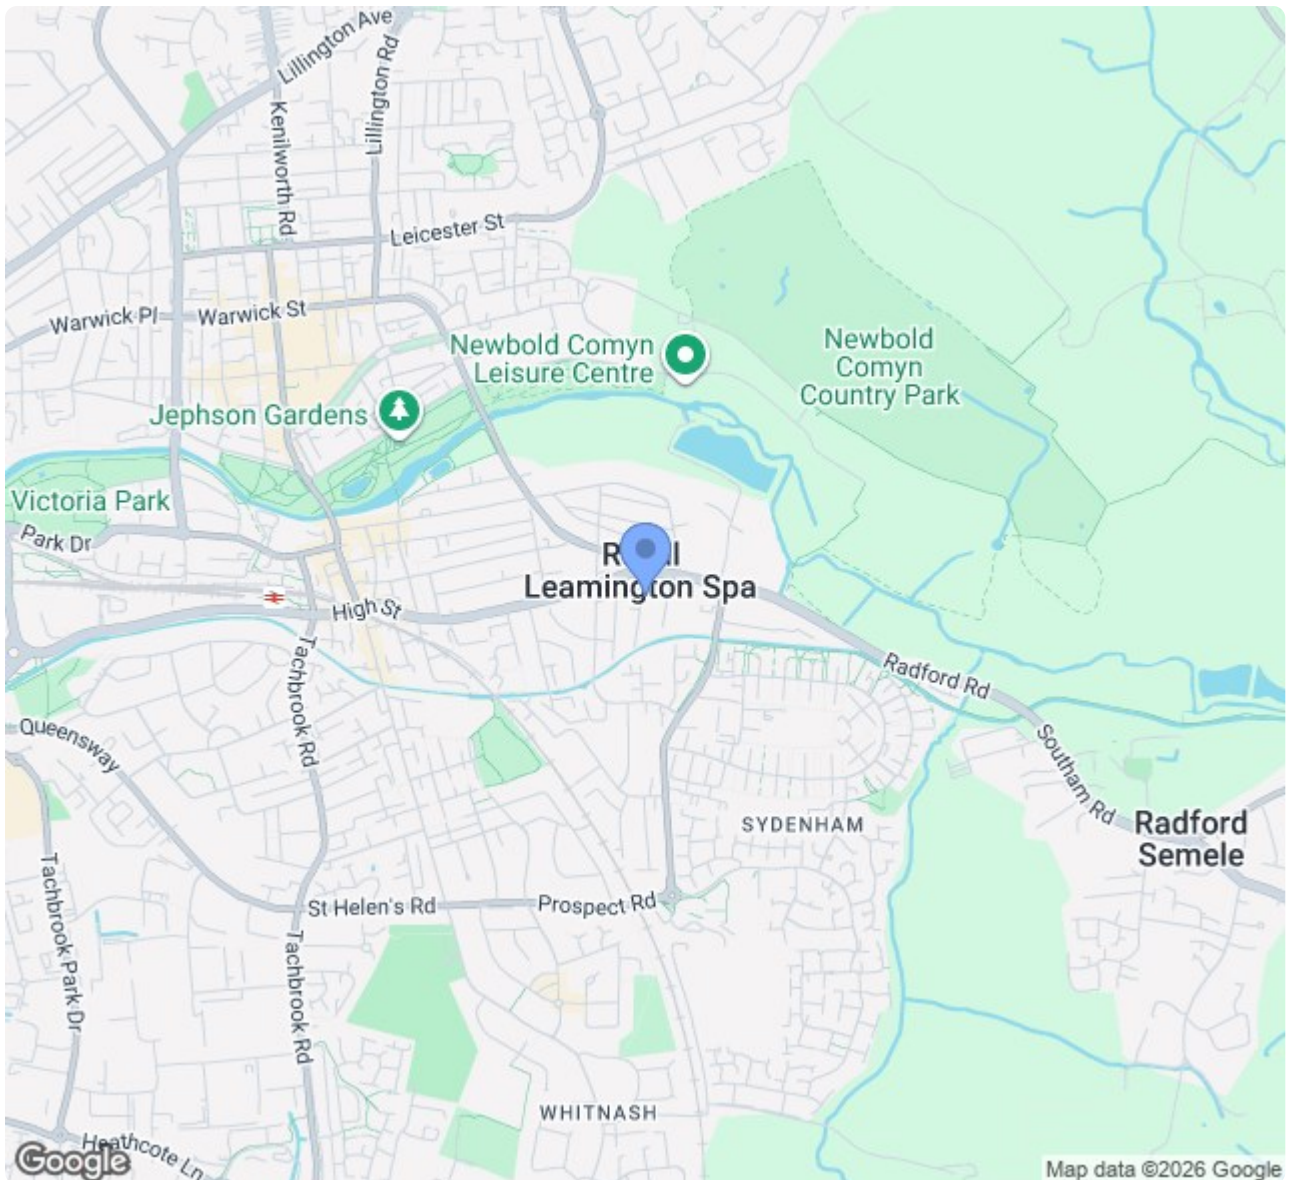 Lillington Ave
Lillington Rd
Kenilworth Rd
Leicester St
Warwick Pl
Warwick St
Newbold Comyn
Leisure Centre
Newbold
Comyn
Country Park
Jephson Gardens
Victoria Park
Park Dr
Leamington Spa
High St
Tachbrook Rd
Radford Rd
Queensway
Southam Rd
SYDENHAM
Radford
Semele
Tachbrook Park Dr
St Helen's Rd
Prospect Rd
Tachbrook Rd
WHITNASH
Heathcote Ln
Google
Map data ©2026 Google